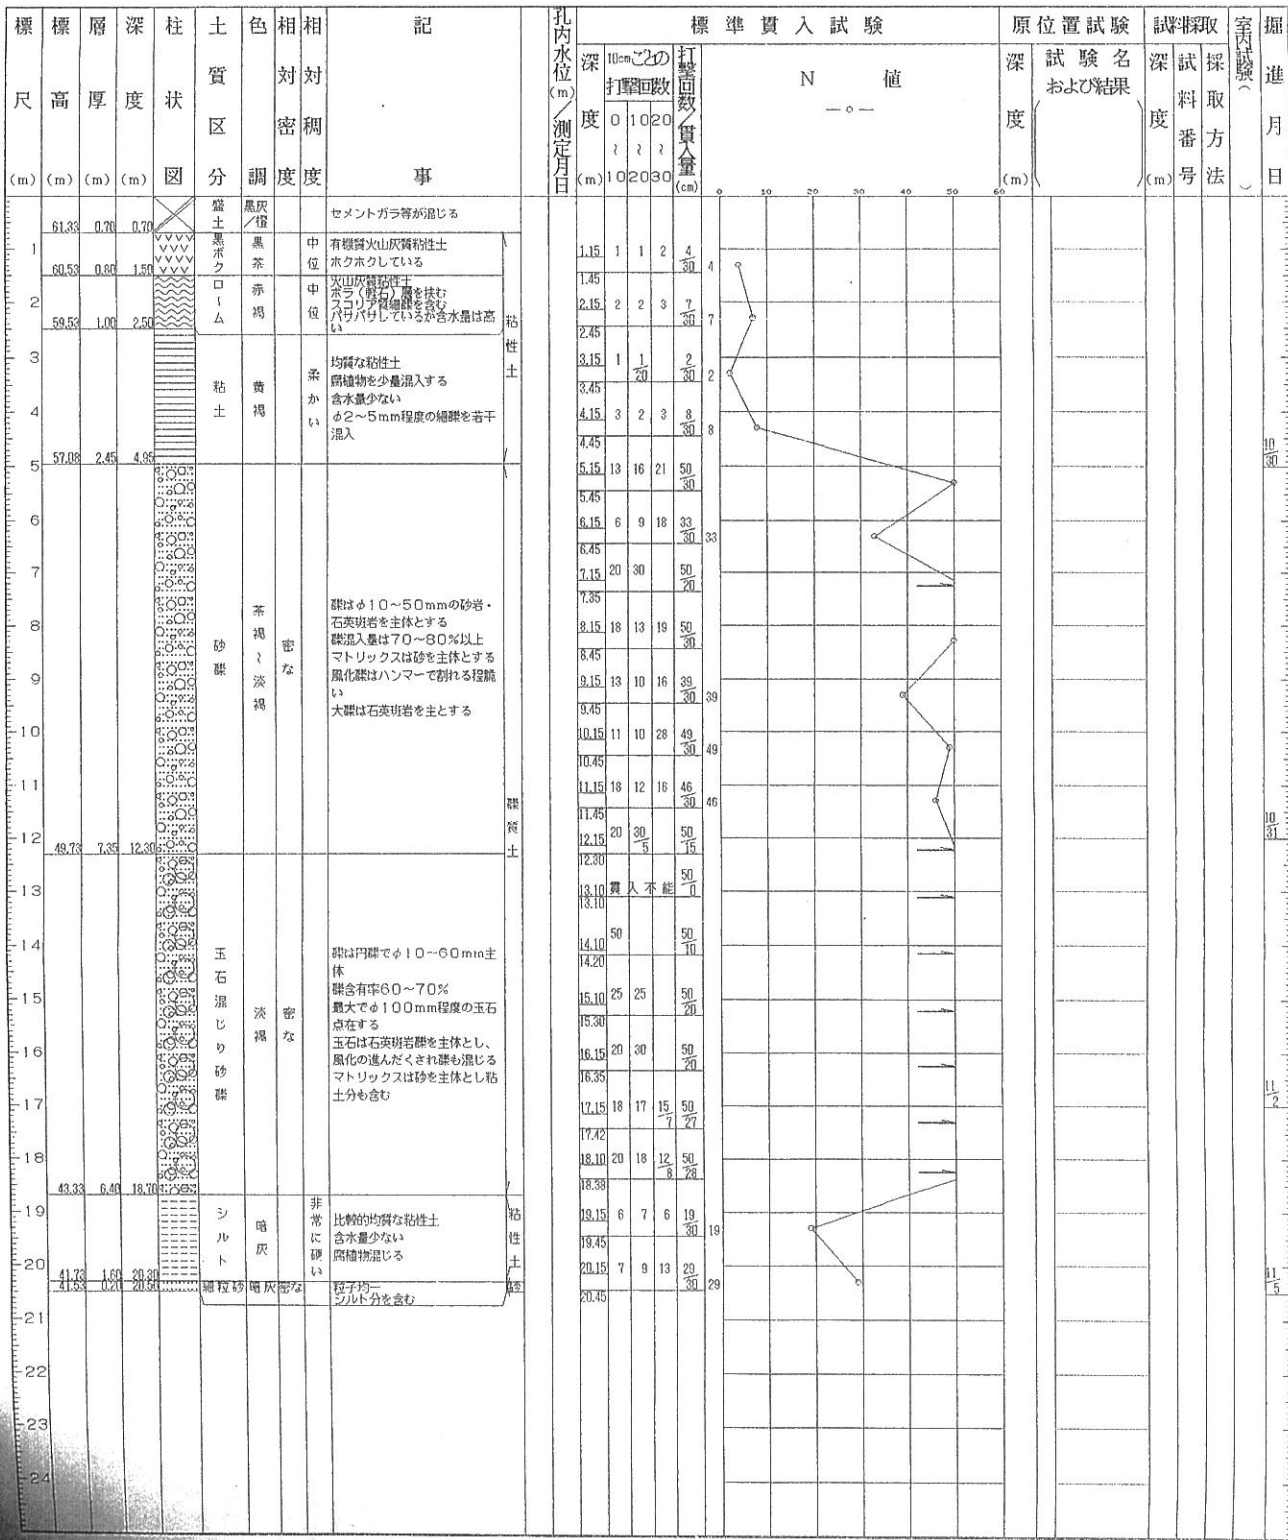 標尺(m) 標高(m) 層厚(m) 深度(m) 柱状図 土質区分 色調 相対密度 相対稠度 記事 孔内水位(m)／測定月日 標準貫入試験 原位置試験 試料採取 室内試験( ) 掘進月日
深度(m) 10cmごとの打撃回数 打撃回数／貫入量(cm) N 値 深度(m) 試験名および結果 深度(m) 試料番号 採取方法
0～10 10～20 20～30
0 10 20 30 40 50 60
61.33 0.70 0.70 盛土 黒灰／橙 セメントガラ等が混じる
60.53 0.80 1.50 黒ボク 黒茶 中位 有機質火山灰質粘性土
ホクホクしている
59.53 1.00 2.50 ローム 赤褐 中位 火山灰質粘性土
ボラ（軽石）層を挟む
スコリア質細礫を含む
パサパサしているが含水量は高
い
57.08 2.45 4.95 粘土 黄褐 柔かい 均質な粘性土
腐植物を少量混入する
含水量少ない
φ2～5mm程度の細礫を若干
混入
粘性土
49.73 7.35 12.30 砂礫 茶褐～淡褐 密な 礫はφ10～50mmの砂岩・
石英斑岩を主体とする
礫混入量は70～80%以上
マトリックスは砂を主体とする
風化礫はハンマーで割れる程脆
い
大礫は石英斑岩を主とする
礫質土
43.33 6.40 18.70 玉石混じり砂礫 淡褐 密な 礫は円礫でφ10～60mm主
体
礫含有率60～70%
最大でφ100mm程度の玉石
点在する
玉石は石英斑岩礫を主体とし、
風化の進んだくされ礫も混じる
マトリックスは砂を主体とし粘
土分も含む
41.73 1.60 20.30 シルト 暗灰 非常に硬い 比較的均質な粘性土
含水量少ない
腐植物混じる
粘性土
41.53 0.20 20.50 細粒砂 暗灰 密な 粒子均一
シルト分を含む
1 2 3 4 5 6 7 8 9 10 11 12 13 14 15 16 17 18 19 20 21 22 23 24
1.15 1 1 2 4/30 4
1.45
2.15 2 2 3 7/30 7
2.45
3.15 1 1/20 2/30 2
3.45
4.15 3 2 3 8/30 8
4.45
5.15 13 16 21 50/30
5.45
6.15 6 9 18 33/30 33
6.45
7.15 20 30 50/20
7.35
8.15 18 13 19 50/30
8.45
9.15 13 10 16 39/30 39
9.45
10.15 11 10 28 49/30 49
10.45
11.15 18 12 16 46/30 46
11.45
12.15 20 30/5 50/15
12.30
13.10 貫入不能 50/0
13.10
14.10 50 50/10
14.20
15.10 25 25 50/20
15.30
16.15 20 30 50/20
16.35
17.15 18 17 15/7 50/27
17.42
18.10 20 18 12/8 50/28
18.38
19.15 6 7 6 19/30 19
19.45
20.15 7 9 13 29/30 29
20.45
10/30
10/31
11/2
11/5